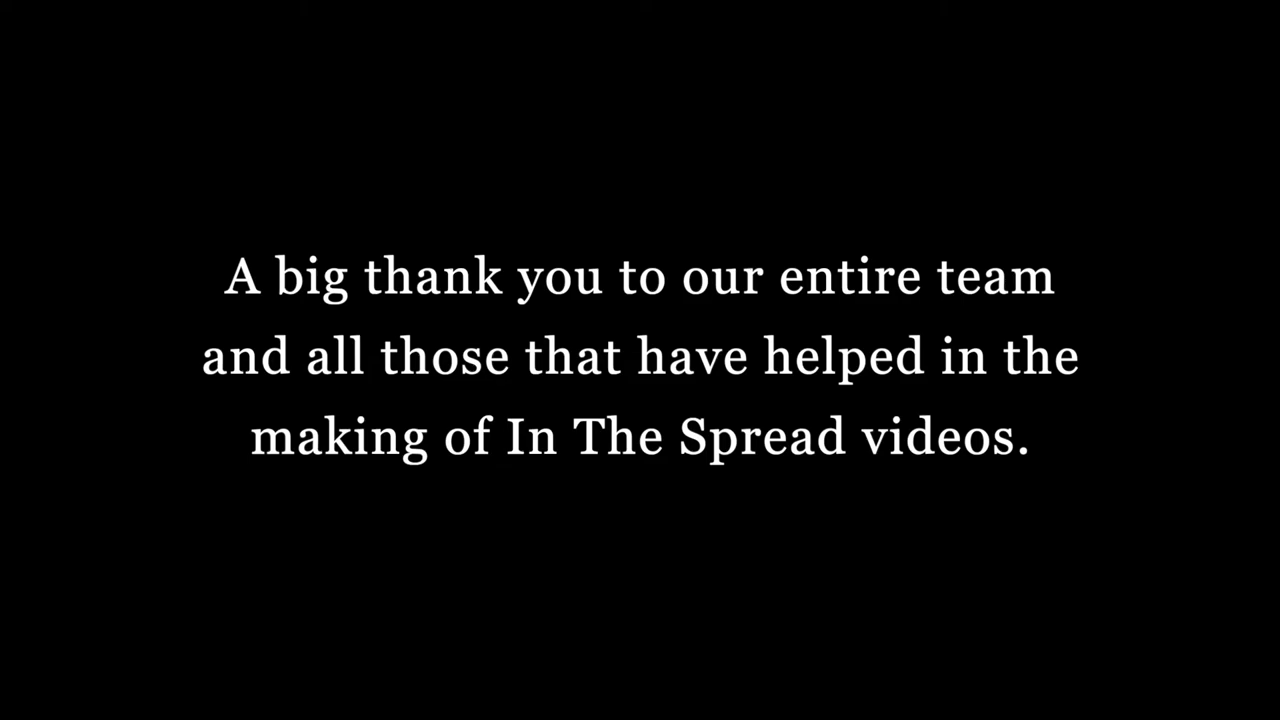 A big thank you to our entire team
and all those that have helped in the
making of In The Spread videos.